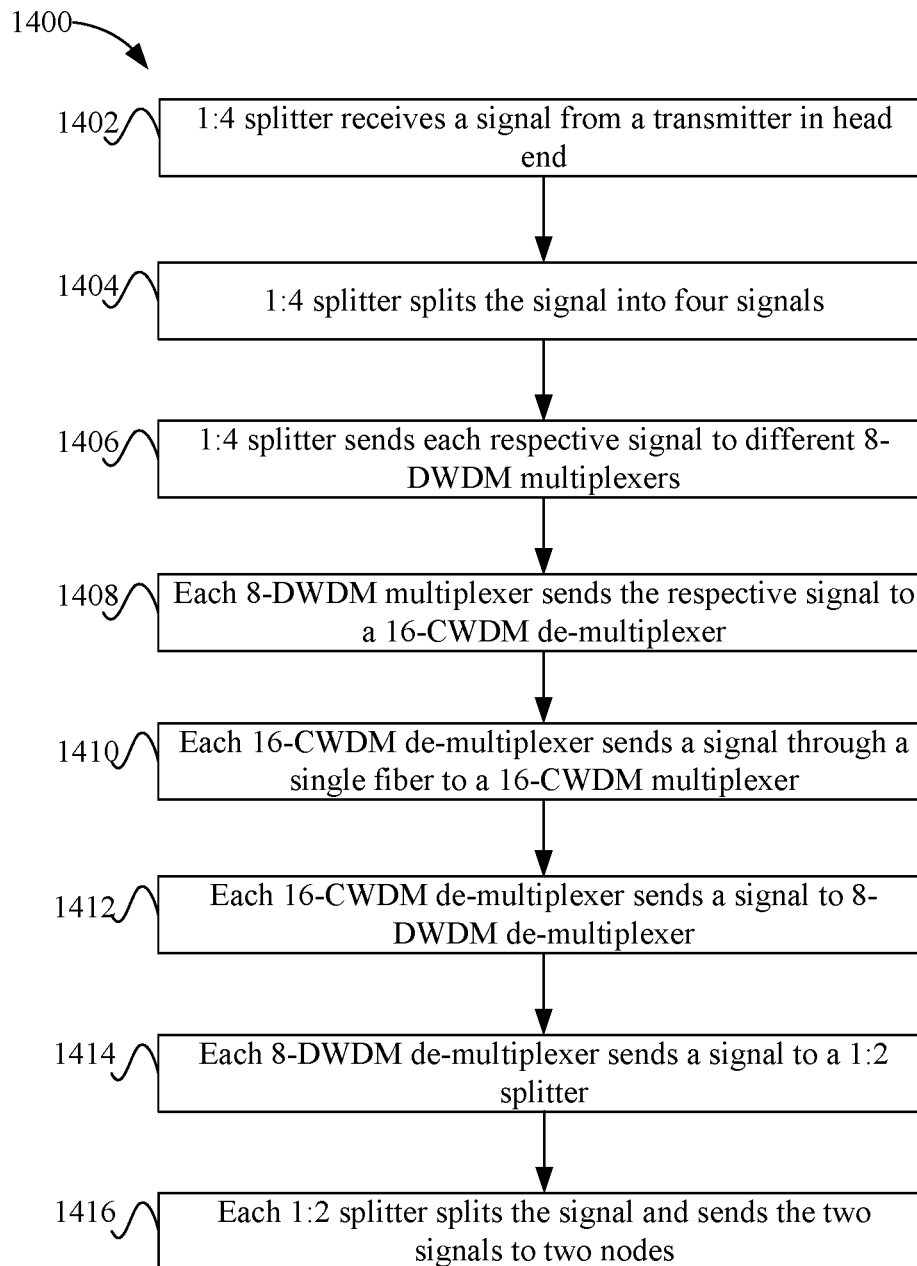 1400
1402
1:4 splitter receives a signal from a transmitter in head
end
1404
1:4 splitter splits the signal into four signals
1406
1:4 splitter sends each respective signal to different 8-
DWDM multiplexers
1408
Each 8-DWDM multiplexer sends the respective signal to
a 16-CWDM de-multiplexer
1410
Each 16-CWDM de-multiplexer sends a signal through a
single fiber to a 16-CWDM multiplexer
1412
Each 16-CWDM de-multiplexer sends a signal to 8-
DWDM de-multiplexer
1414
Each 8-DWDM de-multiplexer sends a signal to a 1:2
splitter
1416
Each 1:2 splitter splits the signal and sends the two
signals to two nodes